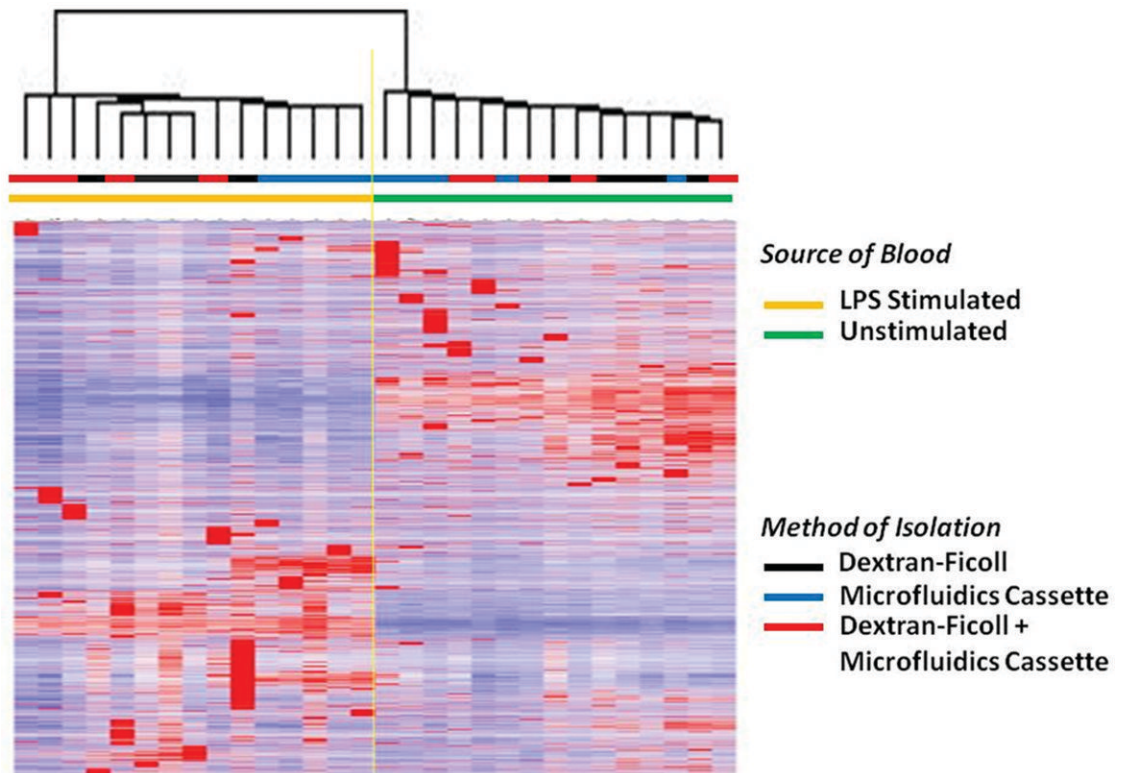 Source of Blood
LPS Stimulated
Unstimulated
Method of Isolation
Dextran-Ficoll
Microfluidics Cassette
Dextran-Ficoll +
Microfluidics Cassette